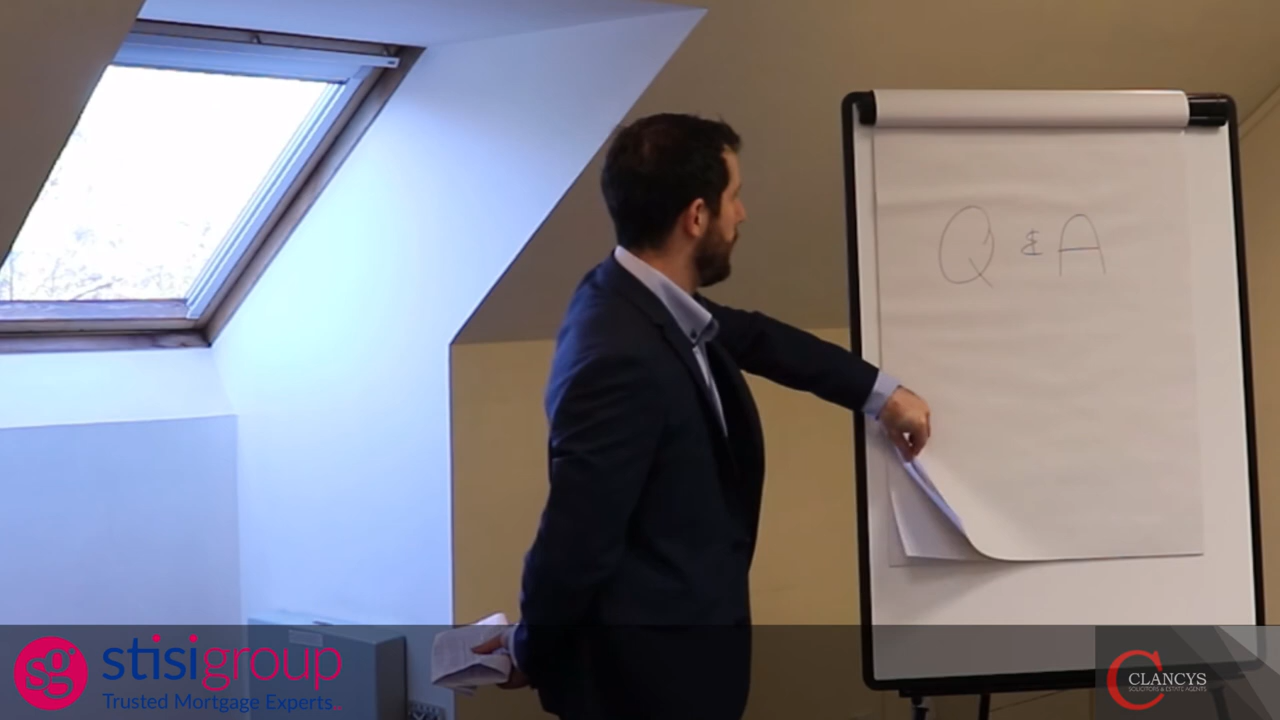 Q & A
sg stisigroup
Trusted Mortgage Experts
CLANCYS
SOLICITORS & ESTATE AGENTS